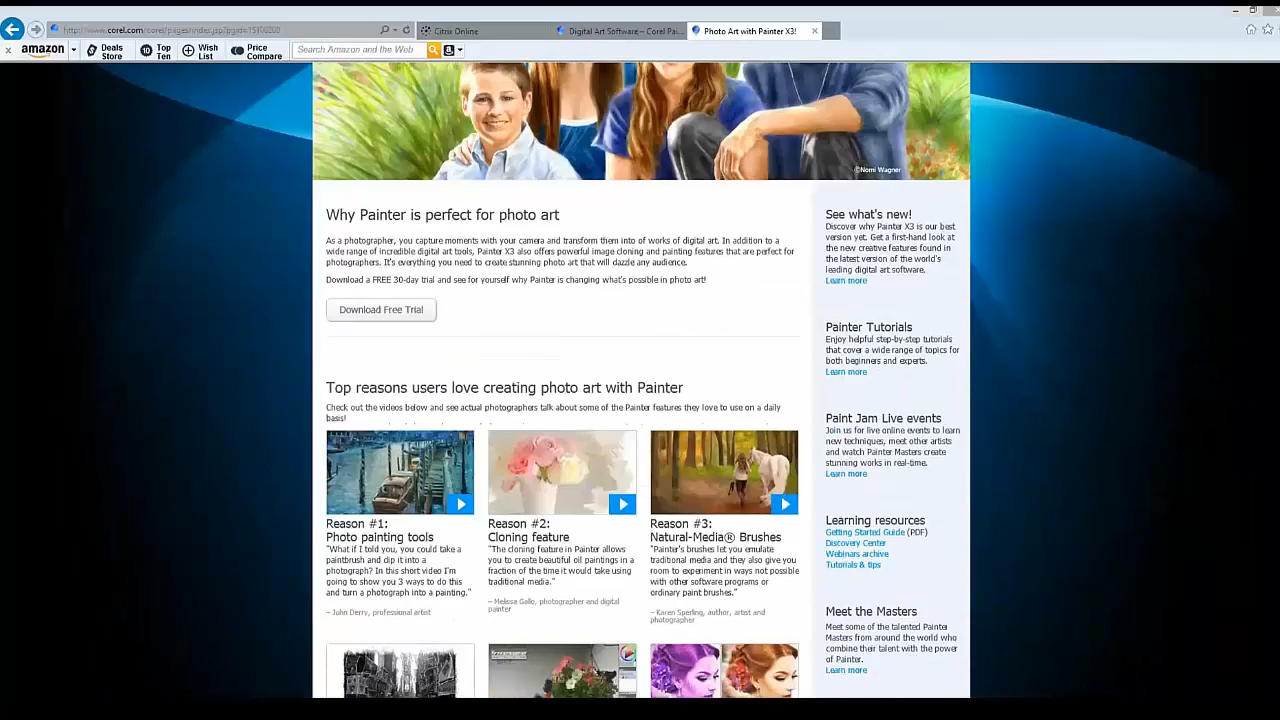 http://www.corel.com/corel/pages/index.jsp?pgid=15100200
Citrix Online
Digital Art Software – Corel Pai...
Photo Art with Painter X3!
amazon
Deals Store
Top Ten
Wish List
Price Compare
Search Amazon and the Web
©Nomi Wagner
Why Painter is perfect for photo art
As a photographer, you capture moments with your camera and transform them into of works of digital art. In addition to a
wide range of incredible digital art tools, Painter X3 also offers powerful image cloning and painting features that are perfect for
photographers. It's everything you need to create stunning photo art that will dazzle any audience.
Download a FREE 30-day trial and see for yourself why Painter is changing what's possible in photo art!
Download Free Trial
Top reasons users love creating photo art with Painter
Check out the videos below and see actual photographers talk about some of the Painter features they love to use on a daily
basis!
Reason #1:
Photo painting tools
"What if I told you, you could take a
paintbrush and dip it into a
photograph? In this short video I'm
going to show you 3 ways to do this
and turn a photograph into a painting."
– John Derry, professional artist
Reason #2:
Cloning feature
"The cloning feature in Painter allows
you to create beautiful oil paintings in a
fraction of the time it would take using
traditional media."
– Melissa Gallo, photographer and digital
painter
Reason #3:
Natural-Media® Brushes
"Painter's brushes let you emulate
traditional media and they also give you
room to experiment in ways not possible
with other software programs or
ordinary paint brushes."
– Karen Sperling, author, artist and
photographer
See what's new!
Discover why Painter X3 is our best
version yet. Get a first-hand look at
the new creative features found in
the latest version of the world's
leading digital art software.
Learn more
Painter Tutorials
Enjoy helpful step-by-step tutorials
that cover a wide range of topics for
both beginners and experts.
Learn more
Paint Jam Live events
Join us for live online events to learn
new techniques, meet other artists
and watch Painter Masters create
stunning works in real-time.
Learn more
Learning resources
Getting Started Guide (PDF)
Discovery Center
Webinars archive
Tutorials & tips
Meet the Masters
Meet some of the talented Painter
Masters from around the world who
combine their talent with the power
of Painter.
Learn more